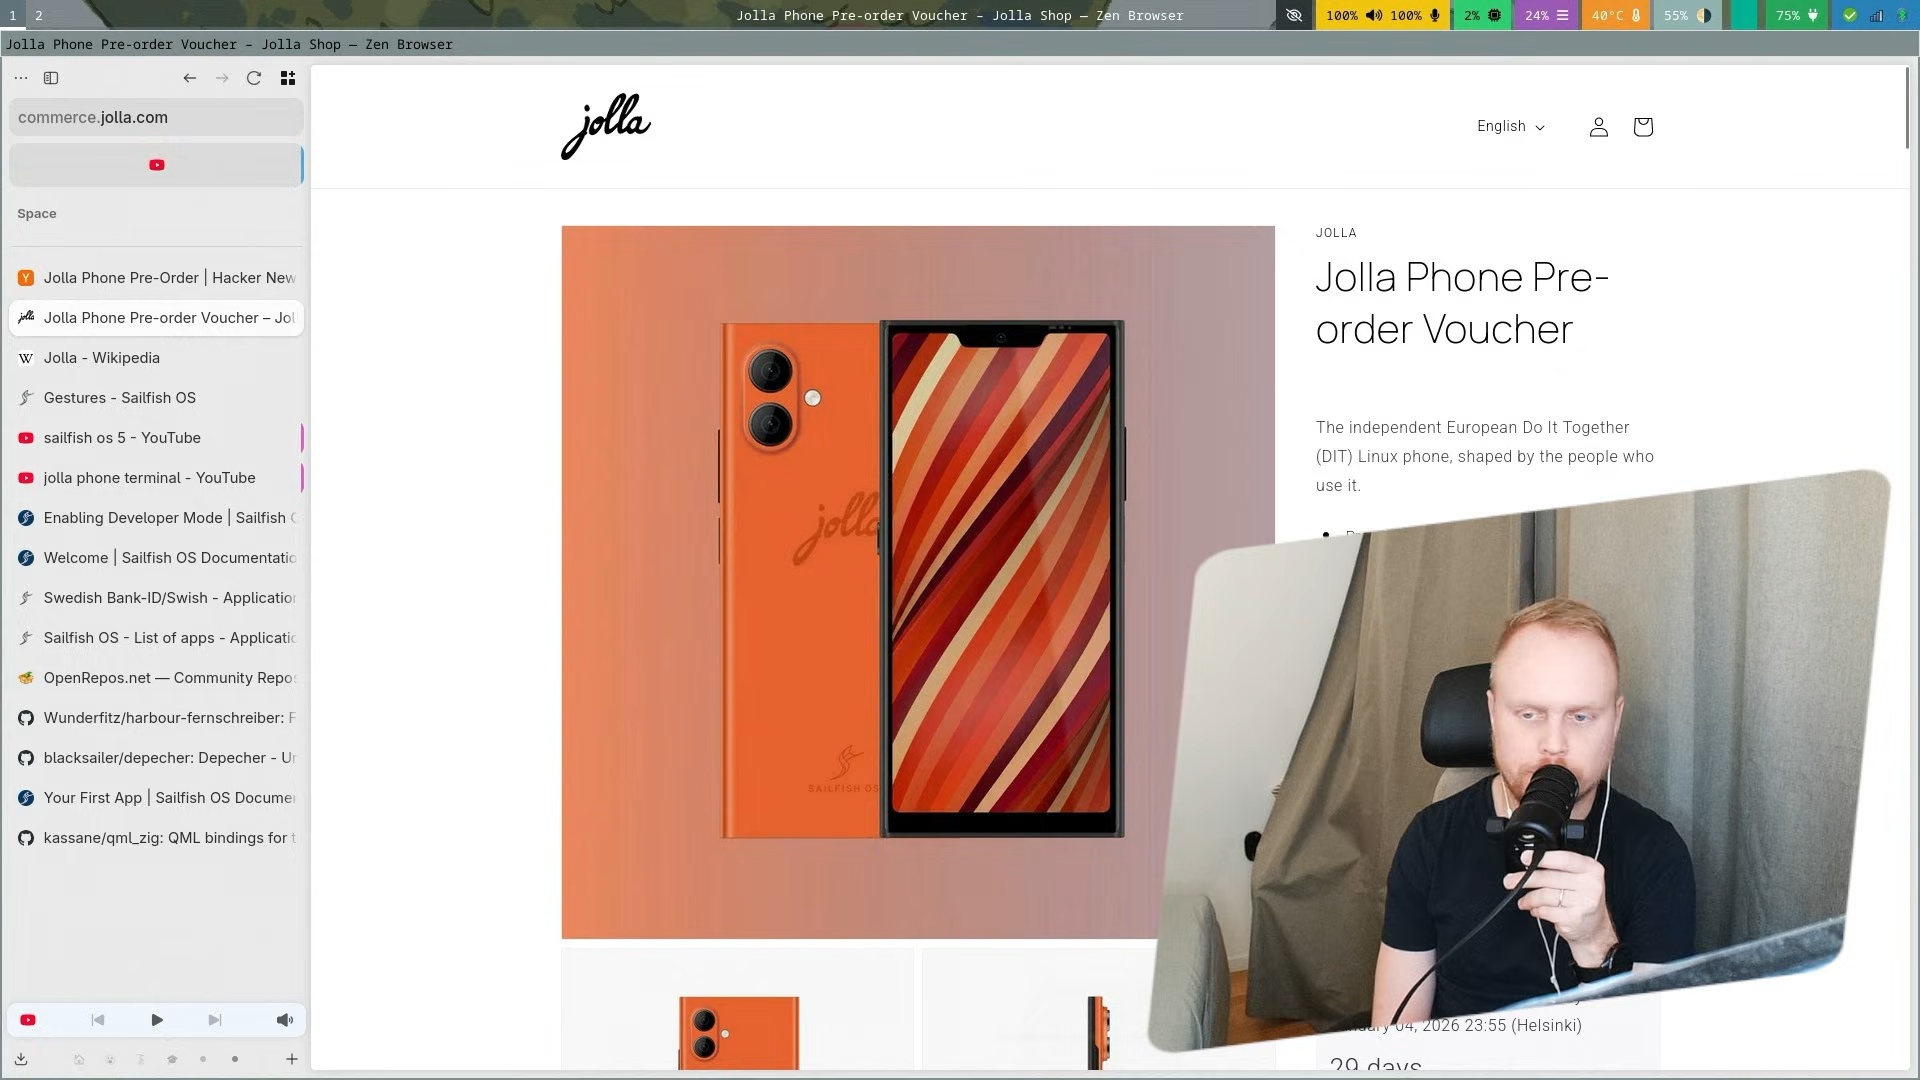 1 2
Jolla Phone Pre-order Voucher – Jolla Shop — Zen Browser
100% 100% 2% 24% 40°C 55% 75%
Jolla Phone Pre-order Voucher – Jolla Shop — Zen Browser
commerce.jolla.com
Space
Jolla Phone Pre-Order | Hacker New
Jolla Phone Pre-order Voucher – Jol
Jolla - Wikipedia
Gestures - Sailfish OS
sailfish os 5 - YouTube
jolla phone terminal - YouTube
Enabling Developer Mode | Sailfish
Welcome | Sailfish OS Documentatio
Swedish Bank-ID/Swish - Application
Sailfish OS - List of apps - Applicatio
OpenRepos.net — Community Repos
Wunderfitz/harbour-fernschreiber: F
blacksailer/depecher: Depecher - Un
Your First App | Sailfish OS Documen
kassane/qml_zig: QML bindings for t
jolla
English
jolla
SAILFISH OS
JOLLA
Jolla Phone Pre-
order Voucher
The independent European Do It Together
(DIT) Linux phone, shaped by the people who
use it.
04, 2026 23:55 (Helsinki)
29 days